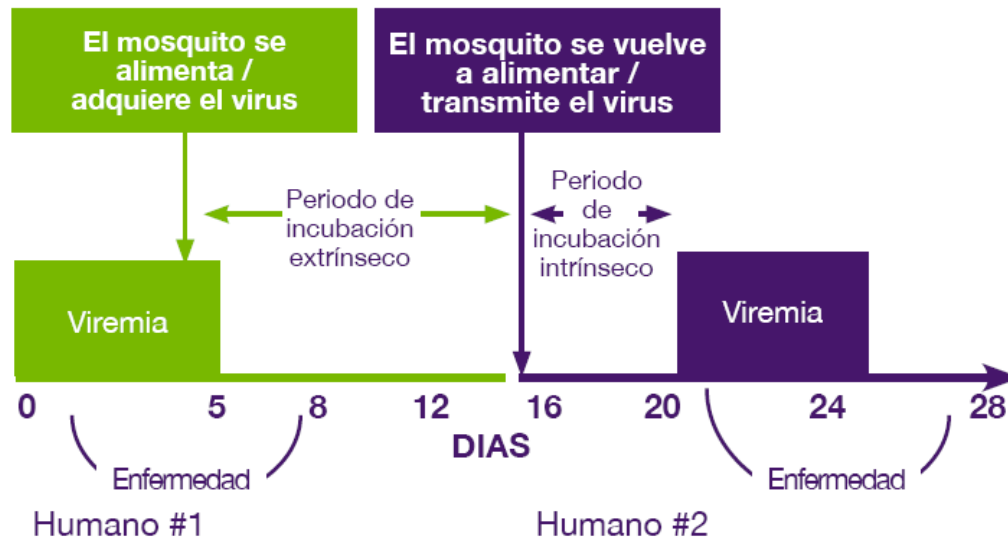 El mosquito se
alimenta /
adquiere el virus
El mosquito se vuelve
a alimentar /
transmite el virus
Periodo de
incubación
extrínseco
Periodo
de
incubación
intrínseco
Viremia
Viremia
0 5 8 12 16 20 24 28
DIAS
Enfermedad
Enfermedad
Humano #1
Humano #2